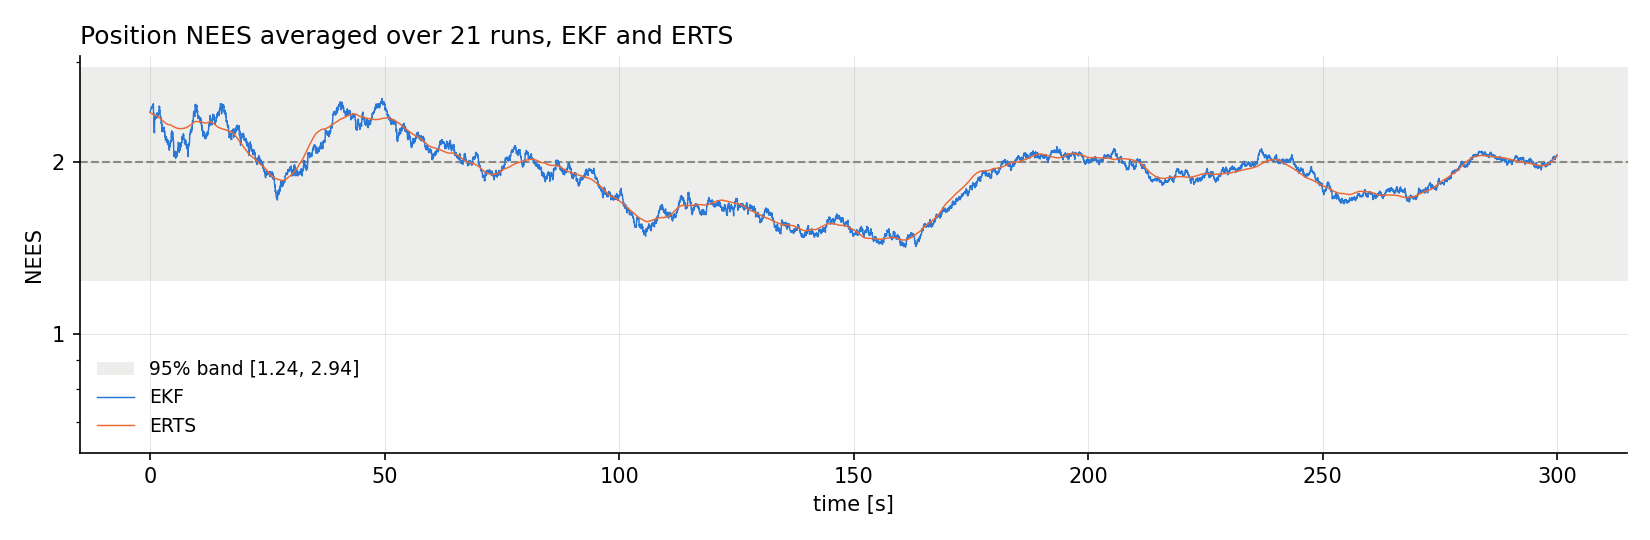 Position NEES averaged over 21 runs, EKF and ERTS
NEES
2
1
95% band [1.24, 2.94]
EKF
ERTS
0 50 100 150 200 250 300
time [s]